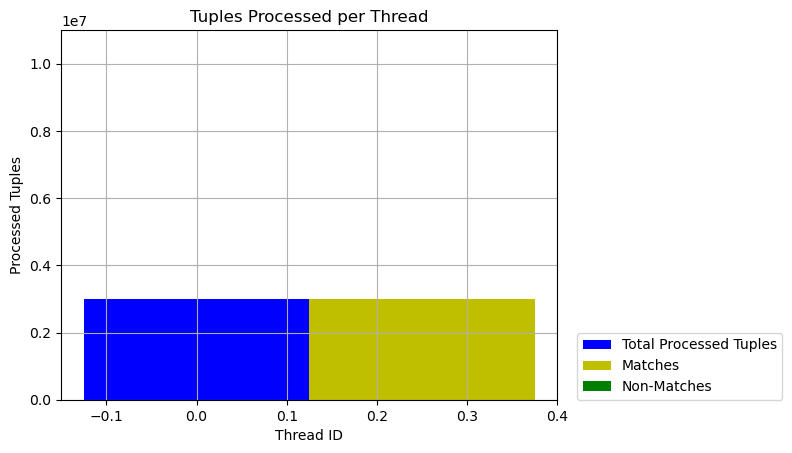 Tuples Processed per Thread
1e7
1.0
0.8
0.6
0.4
0.2
0.0
Processed Tuples
−0.1 0.0 0.1 0.2 0.3 0.4
Thread ID
Total Processed Tuples
Matches
Non-Matches